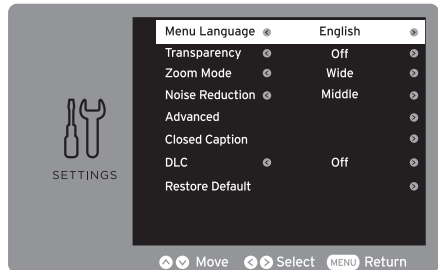 Menu Language English
Transparency Off
Zoom Mode Wide
Noise Reduction Middle
Advanced
Closed Caption
DLC Off
Restore Default
SETTINGS
Move Select MENU Return